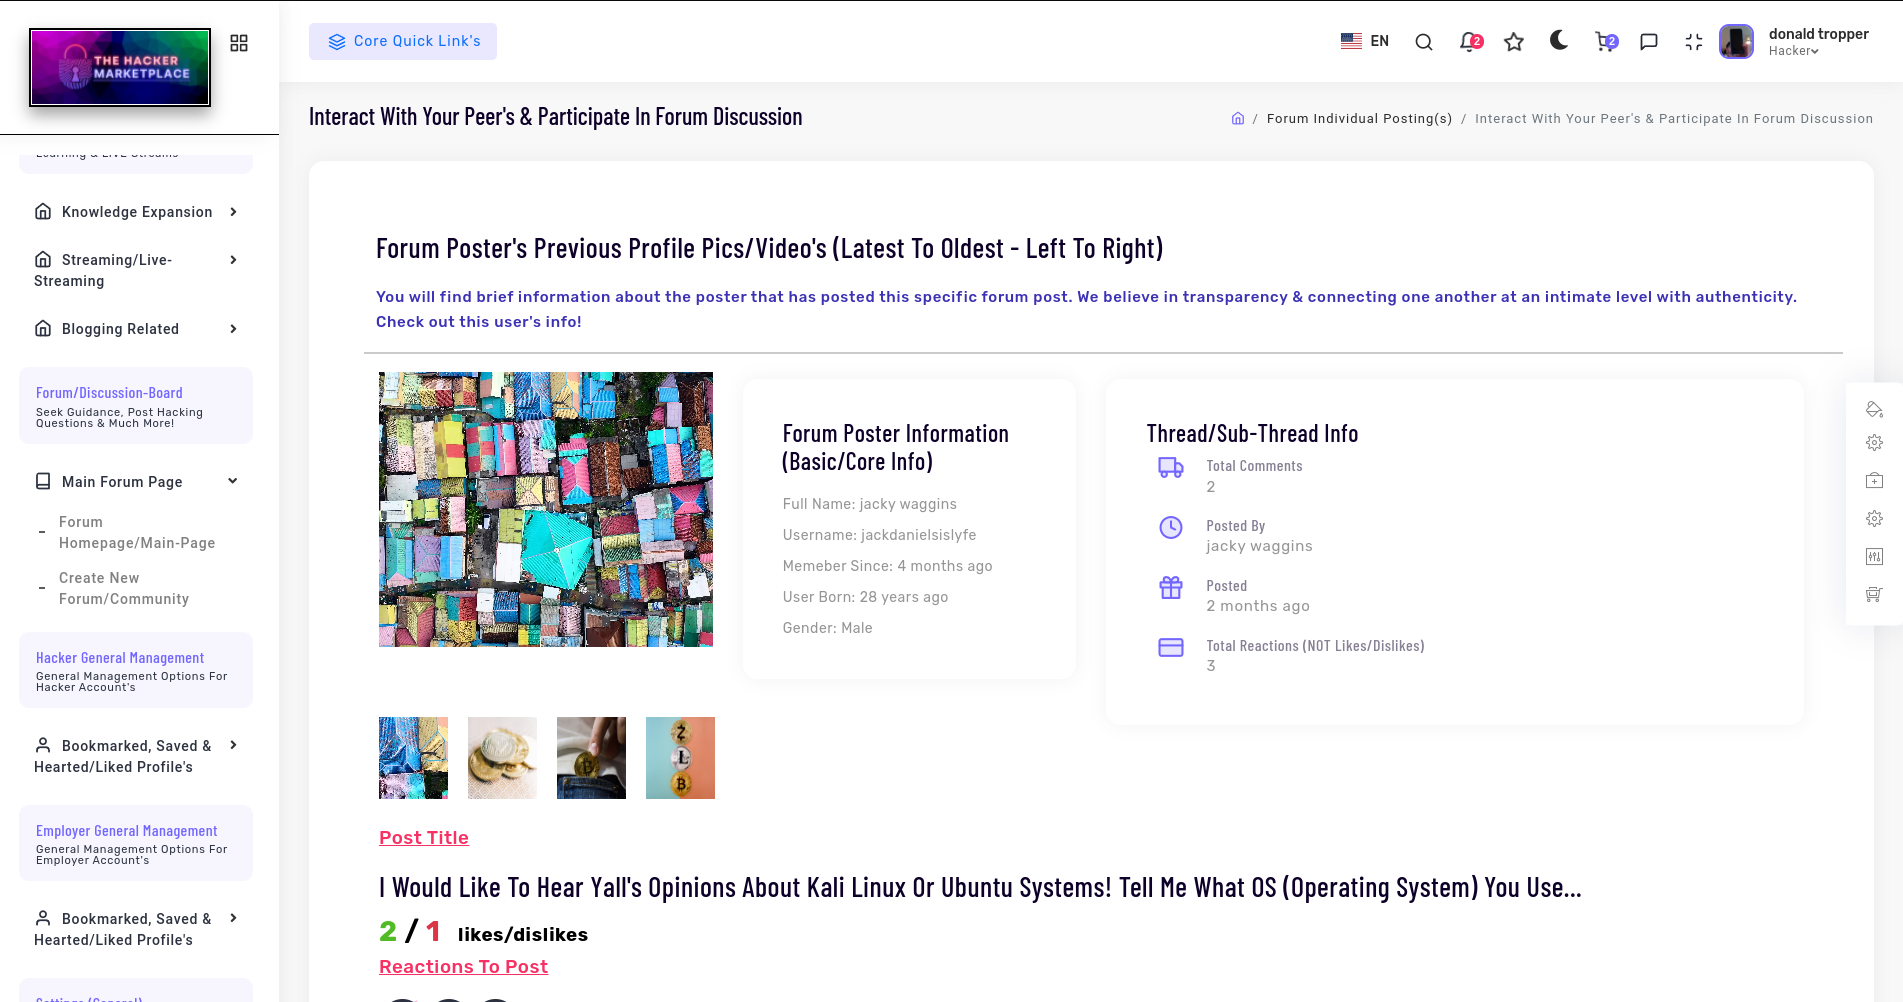 THE HACKER
MARKETPLACE
Core Quick Link's
EN
2
2
donald tropper
Hacker
Interact With Your Peer's & Participate In Forum Discussion
/ Forum Individual Posting(s) / Interact With Your Peer's & Participate In Forum Discussion
Learning & LIVE Streams
Knowledge Expansion
Streaming/Live-
Streaming
Blogging Related
Forum/Discussion-Board
Seek Guidance, Post Hacking
Questions & Much More!
Main Forum Page
Forum
Homepage/Main-Page
Create New
Forum/Community
Hacker General Management
General Management Options For
Hacker Account's
Bookmarked, Saved &
Hearted/Liked Profile's
Employer General Management
General Management Options For
Employer Account's
Bookmarked, Saved &
Hearted/Liked Profile's
Settings (General)
Forum Poster's Previous Profile Pics/Video's (Latest To Oldest - Left To Right)
You will find brief information about the poster that has posted this specific forum post. We believe in transparency & connecting one another at an intimate level with authenticity.
Check out this user's info!
Forum Poster Information
(Basic/Core Info)
Full Name: jacky waggins
Username: jackdanielsislyfe
Memeber Since: 4 months ago
User Born: 28 years ago
Gender: Male
Thread/Sub-Thread Info
Total Comments
2
Posted By
jacky waggins
Posted
2 months ago
Total Reactions (NOT Likes/Dislikes)
3
Post Title
I Would Like To Hear Yall's Opinions About Kali Linux Or Ubuntu Systems! Tell Me What OS (Operating System) You Use...
2 / 1 likes/dislikes
Reactions To Post